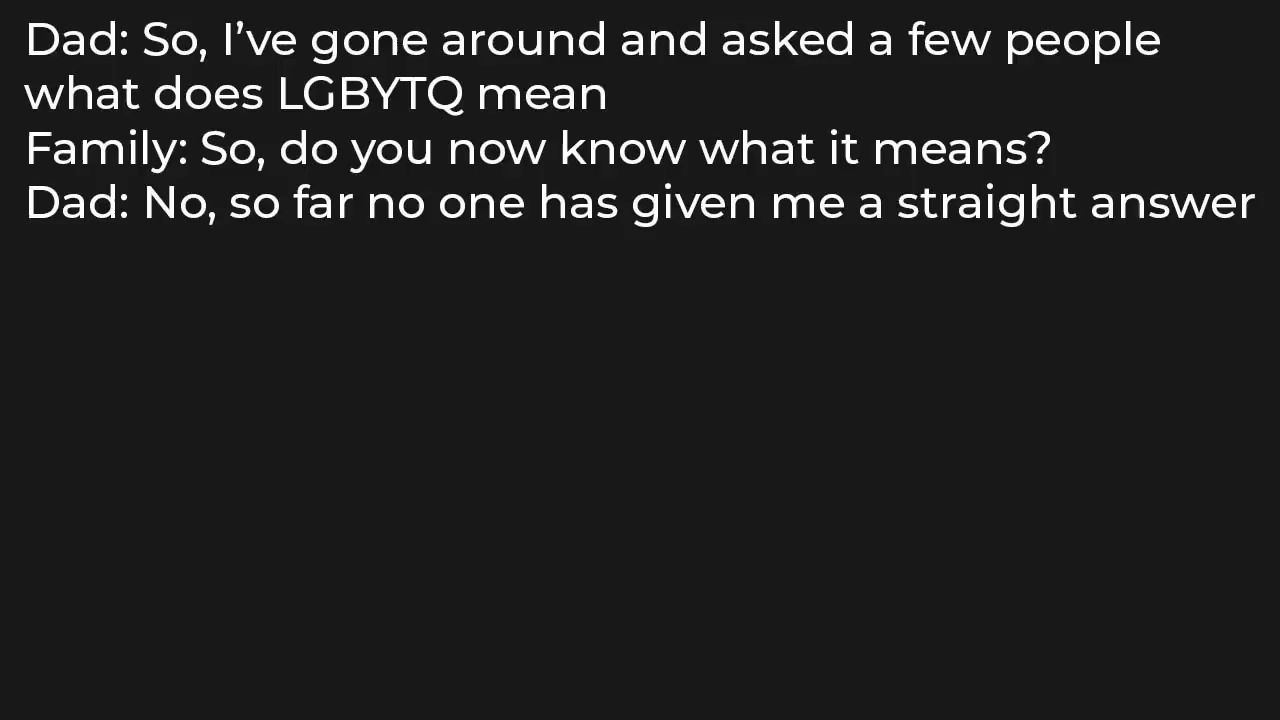 Dad: So, I’ve gone around and asked a few people
what does LGBYTQ mean
Family: So, do you now know what it means?
Dad: No, so far no one has given me a straight answer